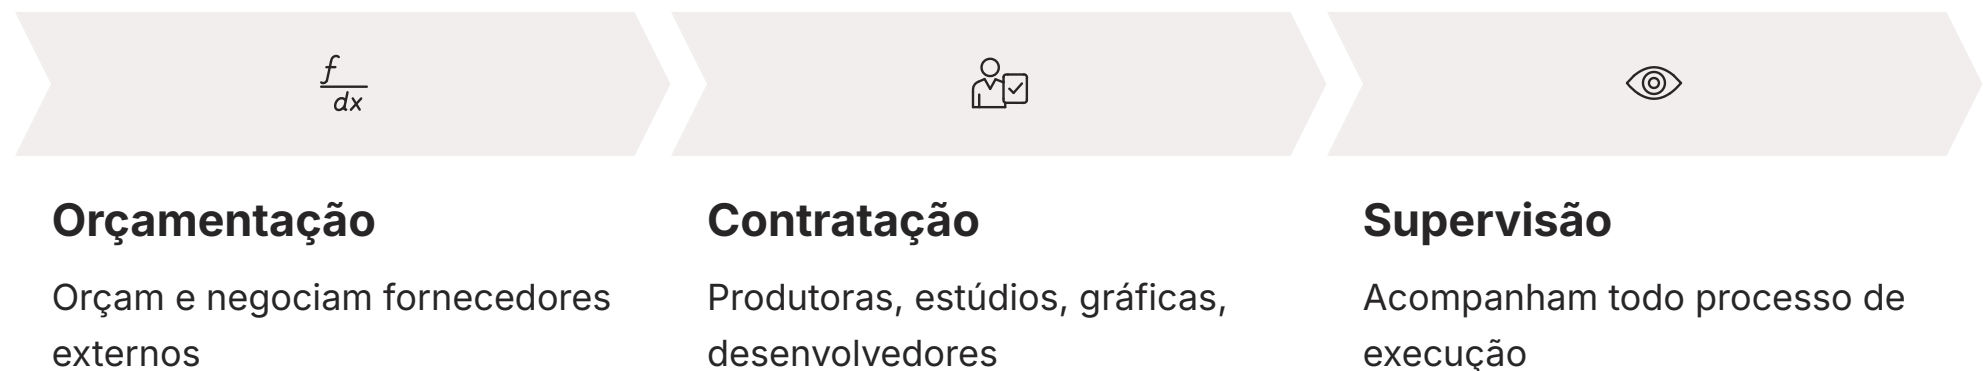 f
dx
Orçamentação
Orçam e negociam fornecedores
externos
Contratação
Produtoras, estúdios, gráficas,
desenvolvedores
Supervisão
Acompanham todo processo de
execução